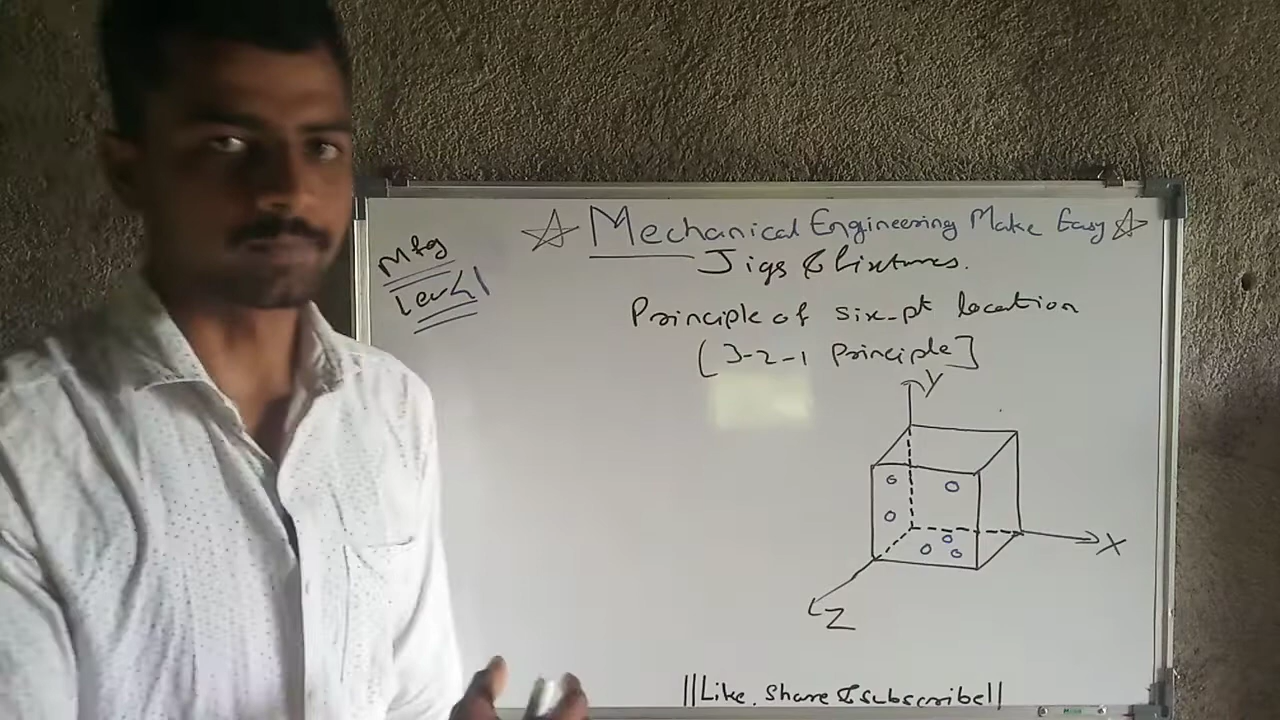 ☆ Mechanical Engineering Make Easy ☆
Jigs & fixtures.
Mfg
Level 1
Principle of six-pt location
[3-2-1 Principle]
Y
X
Z
||Like. Share & subscribe||